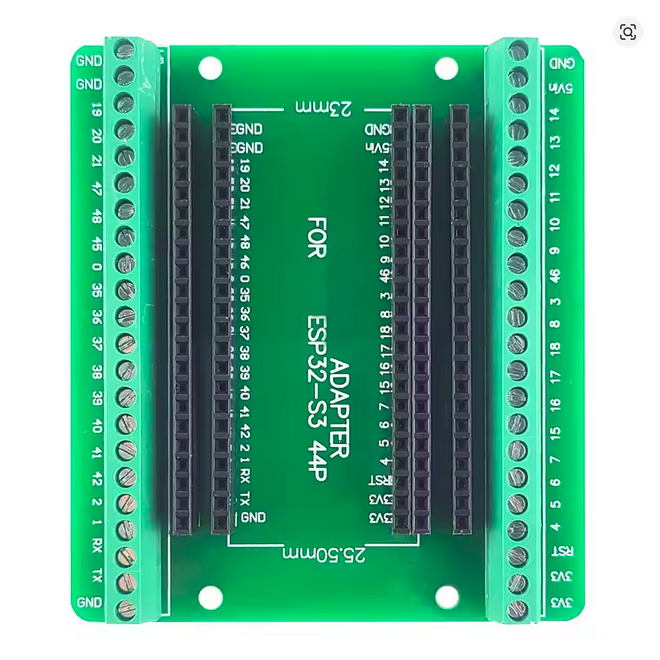 GND
GND
19
20
21
47
48
45
0
35
36
37
38
39
40
41
42
2
1
RX
TX
GND
23mm
GND
GND
19 20 21 47 48 46 0 35 36 37 38 39 40 41 42 2 1 RX TX
GND
FOR
ESP32-S3 44P
ADAPTER
GND
5Vin
14 13 12 11 10 9 46 3 8 18 17 16 15 7 6 5 4
RST
3V3
3V3
25.50mm
GND
5Vin
14
13
12
11
10
9
46
3
8
18
17
16
15
7
6
5
4
RST
3V3
3V3